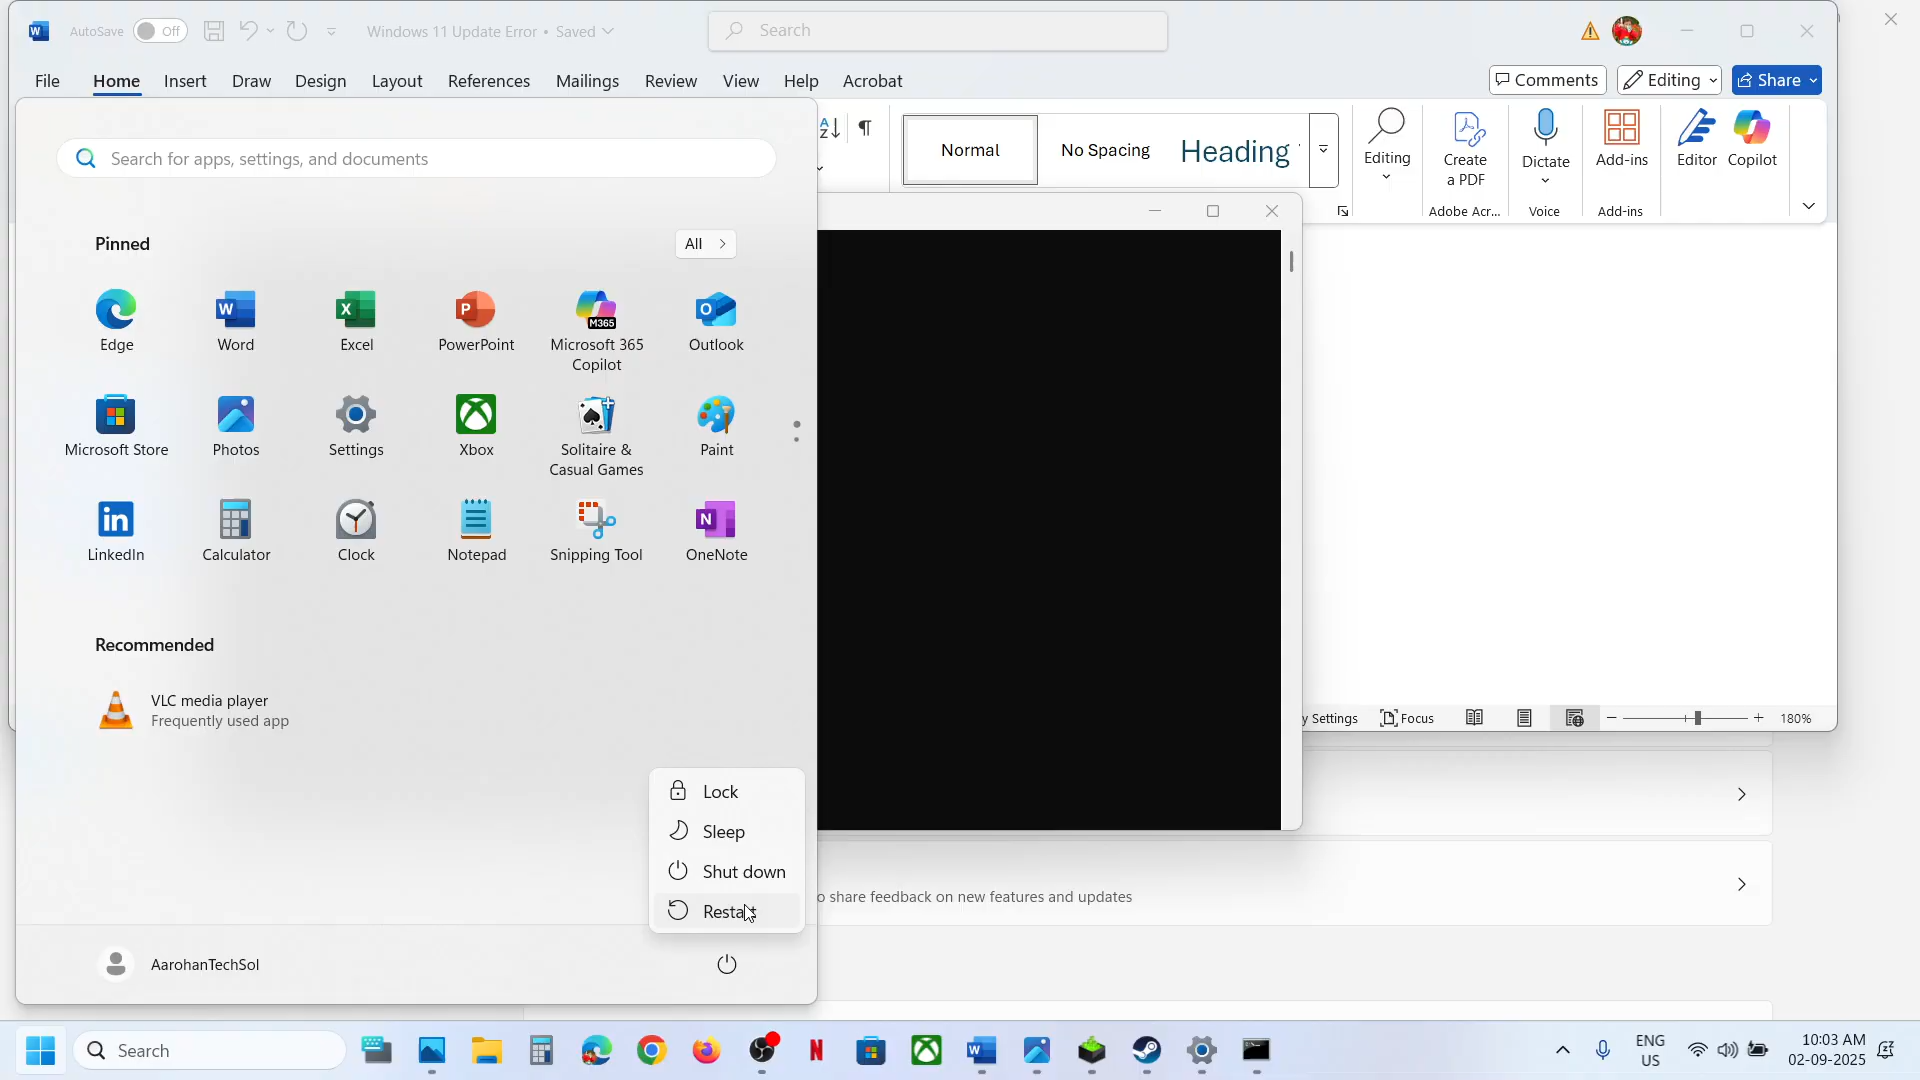 AutoSave Off Windows 11 Update Error • Saved Search
File Home Insert Draw Design Layout References Mailings Review View Help Acrobat Comments Editing Share
Normal No Spacing Heading
Editing Create a PDF Dictate Add-ins Editor Copilot
Adobe Acr... Voice Add-ins
Search for apps, settings, and documents
Pinned All
Edge Word Excel PowerPoint Microsoft 365 Copilot Outlook
M365
Microsoft Store Photos Settings Xbox Solitaire & Casual Games Paint
LinkedIn Calculator Clock Notepad Snipping Tool OneNote
Recommended
VLC media player
Frequently used app
y Settings Focus 180%
Lock
Sleep
Shut down
Restart
o share feedback on new features and updates
AarohanTechSol
Search
ENG
US
10:03 AM
02-09-2025